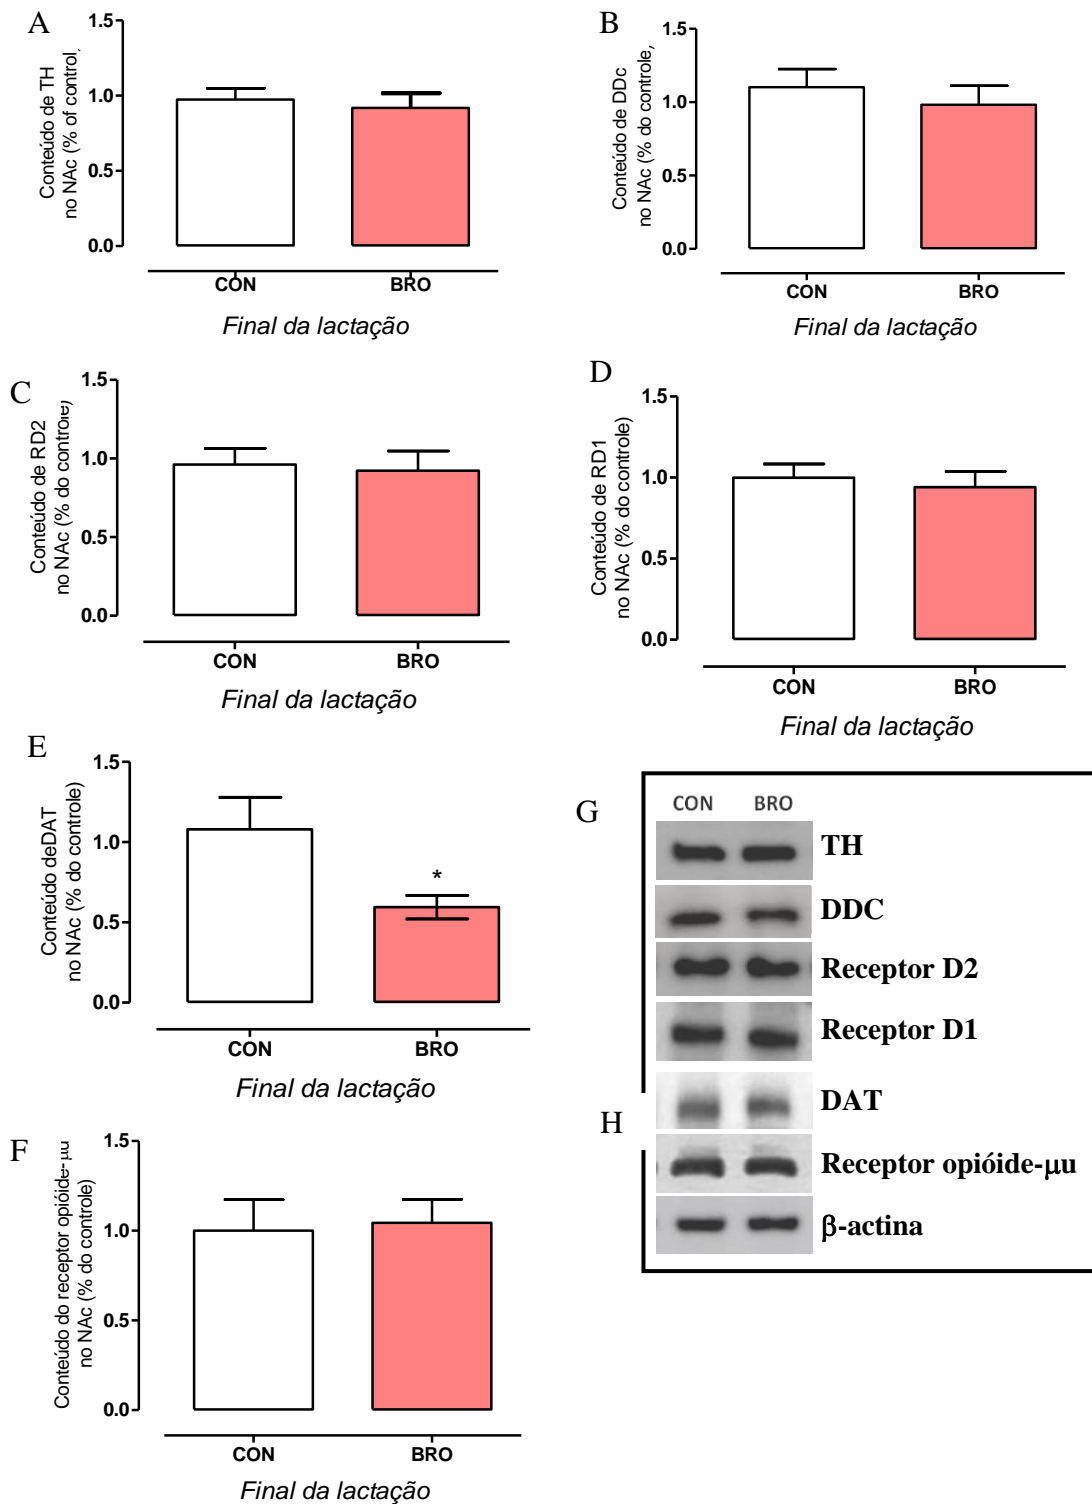 A
Conteúdo de TH
no NAc (% of control)
1.5
1.0
0.5
0.0
CON BRO
Final da lactação
B
Conteúdo de DDc
no NAc (% do controle)
1.5
1.0
0.5
0.0
CON BRO
Final da lactação
C
Conteúdo de RD2
no NAc (% do controle)
1.5
1.0
0.5
0.0
CON BRO
Final da lactação
D
Conteúdo de RD1
no NAc (% do controle)
1.5
1.0
0.5
0.0
CON BRO
Final da lactação
E
Conteúdo deDAT
no NAc (% do controle)
1.5
1.0
0.5
0.0
*
CON BRO
Final da lactação
F
Conteúdo do receptor opióide-μu
no NAc (% do controle)
1.5
1.0
0.5
0.0
CON BRO
Final da lactação
G
CON BRO
TH
DDC
Receptor D2
Receptor D1
DAT
H
Receptor opióide-μu
β-actina